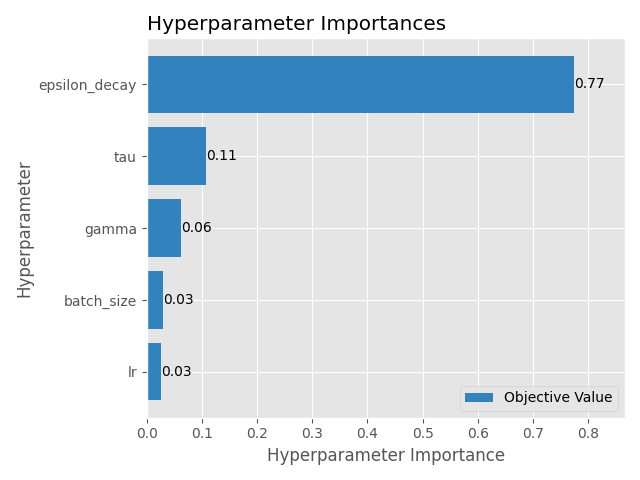 Hyperparameter Importances
Hyperparameter
epsilon_decay
0.77
tau
0.11
gamma
0.06
batch_size
0.03
lr
0.03
Objective Value
0.0 0.1 0.2 0.3 0.4 0.5 0.6 0.7 0.8
Hyperparameter Importance